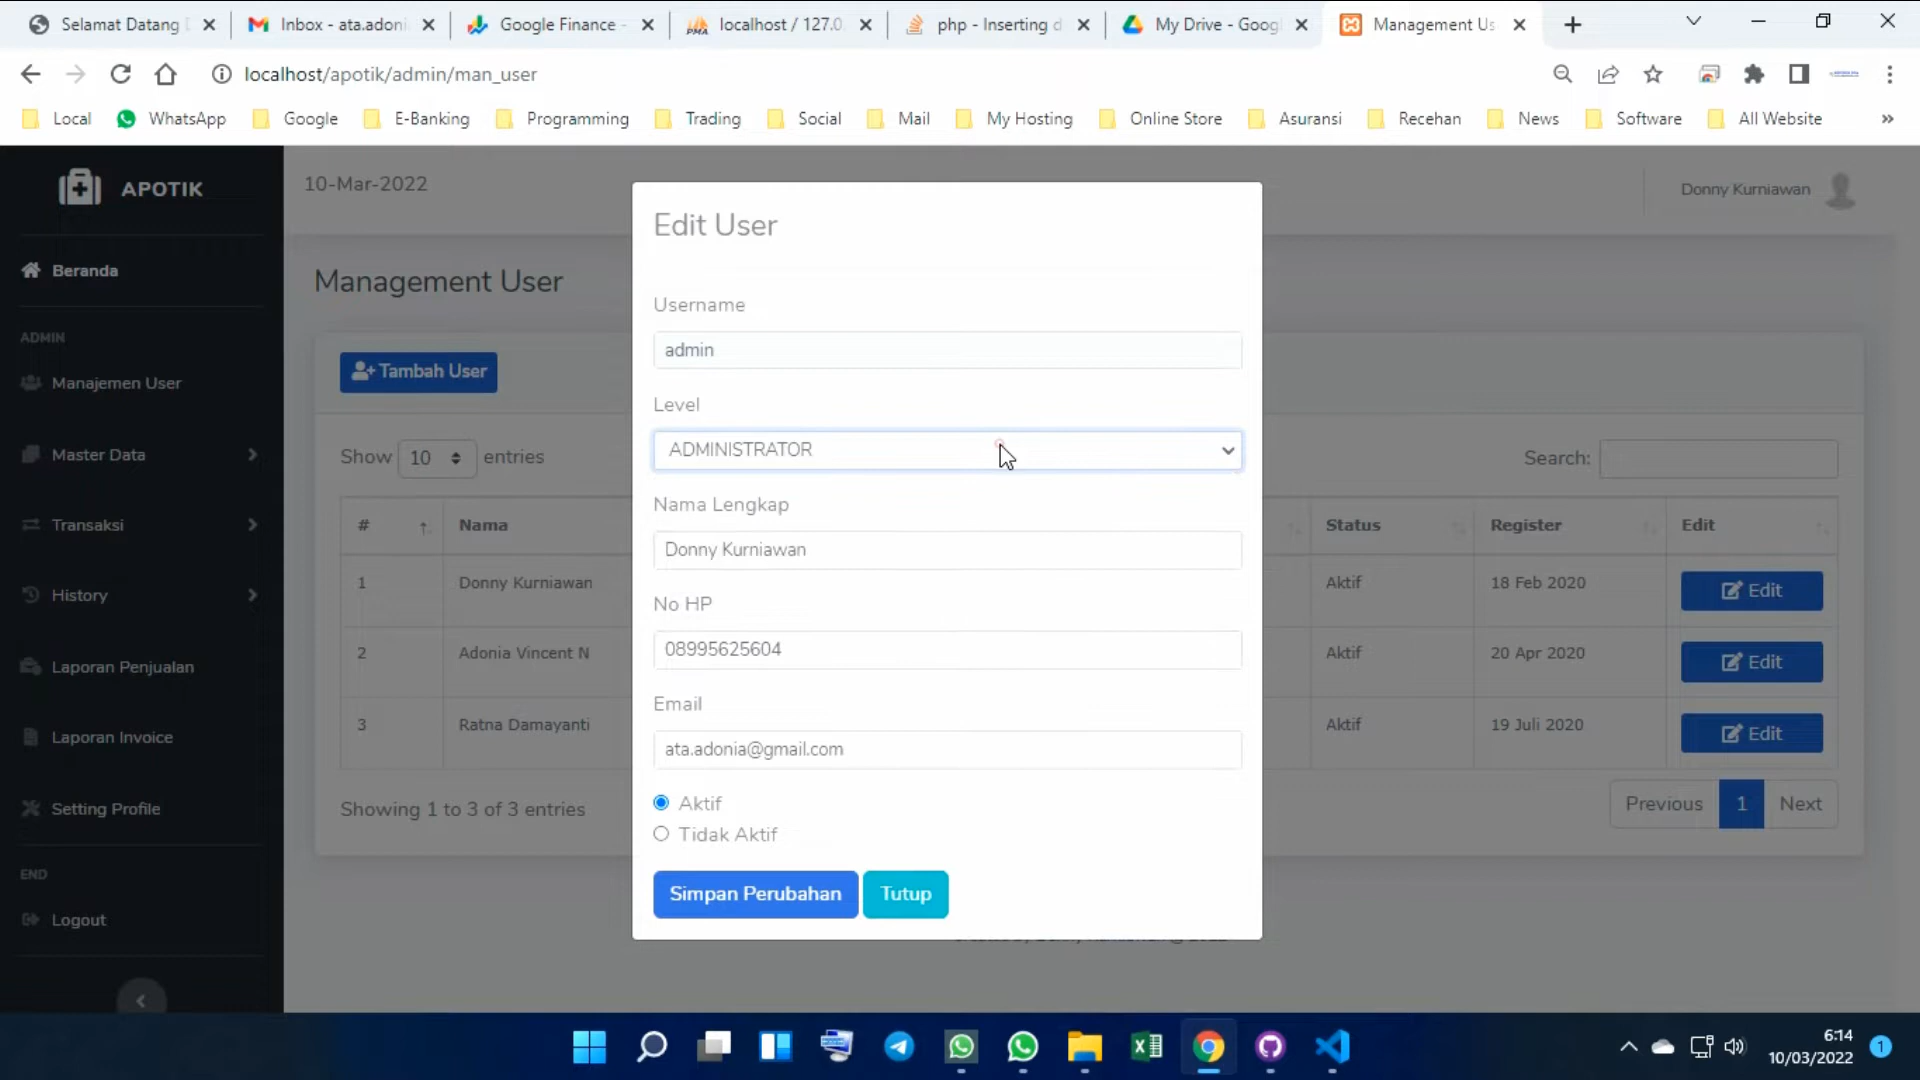 Selamat Datang
Inbox - ata.adoni
Google Finance -
localhost / 127.0.
php - Inserting d
My Drive - Googl
Management Us
localhost/apotik/admin/man_user
Local
WhatsApp
Google
E-Banking
Programming
Trading
Social
Mail
My Hosting
Online Store
Asuransi
Recehan
News
Software
All Website
»
APOTIK
10-Mar-2022
Donny Kurniawan
Beranda
ADMIN
Manajemen User
Master Data
Transaksi
History
Laporan Penjualan
Laporan Invoice
Setting Profile
END
Logout
Management User
Tambah User
Show 10 entries
Search:
# Nama Status Register Edit
1 Donny Kurniawan Aktif 18 Feb 2020 Edit
2 Adonia Vincent N Aktif 20 Apr 2020 Edit
3 Ratna Damayanti Aktif 19 Juli 2020 Edit
Showing 1 to 3 of 3 entries
Previous 1 Next
Edit User
Username
admin
Level
ADMINISTRATOR
Nama Lengkap
Donny Kurniawan
No HP
08995625604
Email
ata.adonia@gmail.com
Aktif
Tidak Aktif
Simpan Perubahan Tutup
6:14
10/03/2022
1